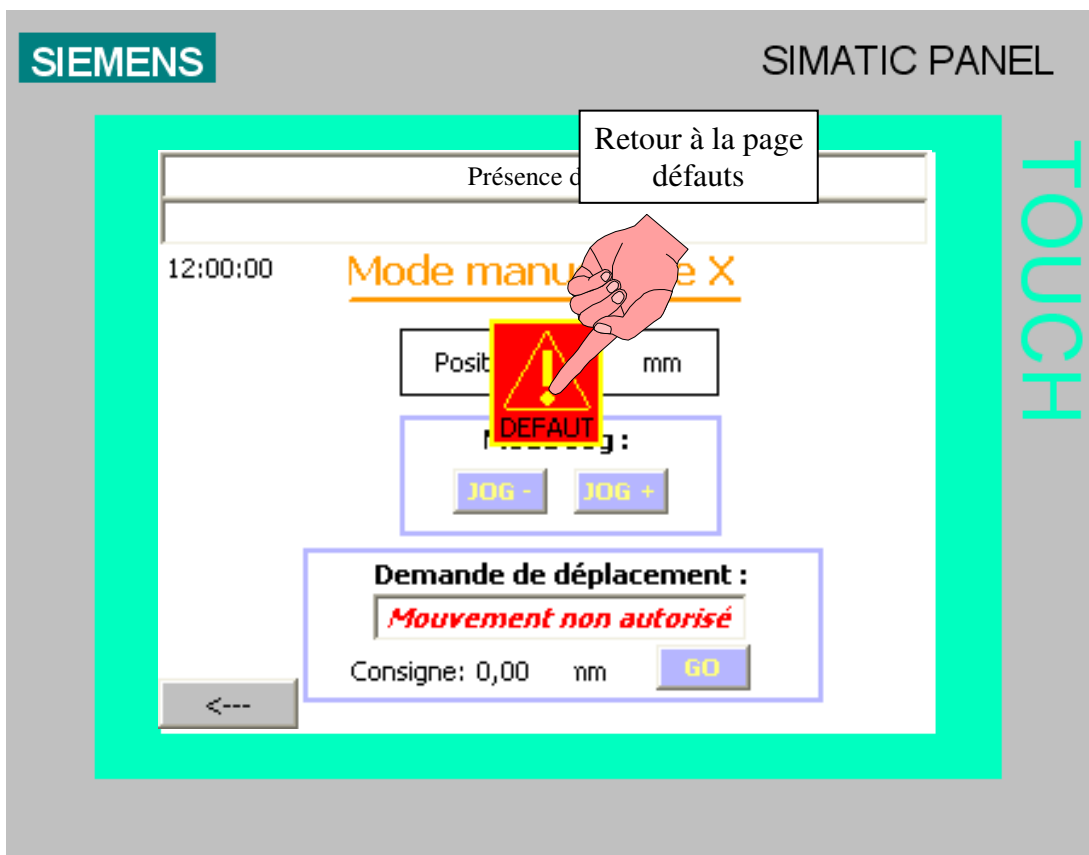 SIEMENS
SIMATIC PANEL
TOUCH
Retour à la page
défauts
Présence d
12:00:00
Mode manu e X
Posit mm
DEFAUT
g :
JOG - JOG +
Demande de déplacement :
Mouvement non autorisé
Consigne: 0,00 mm GO
<---